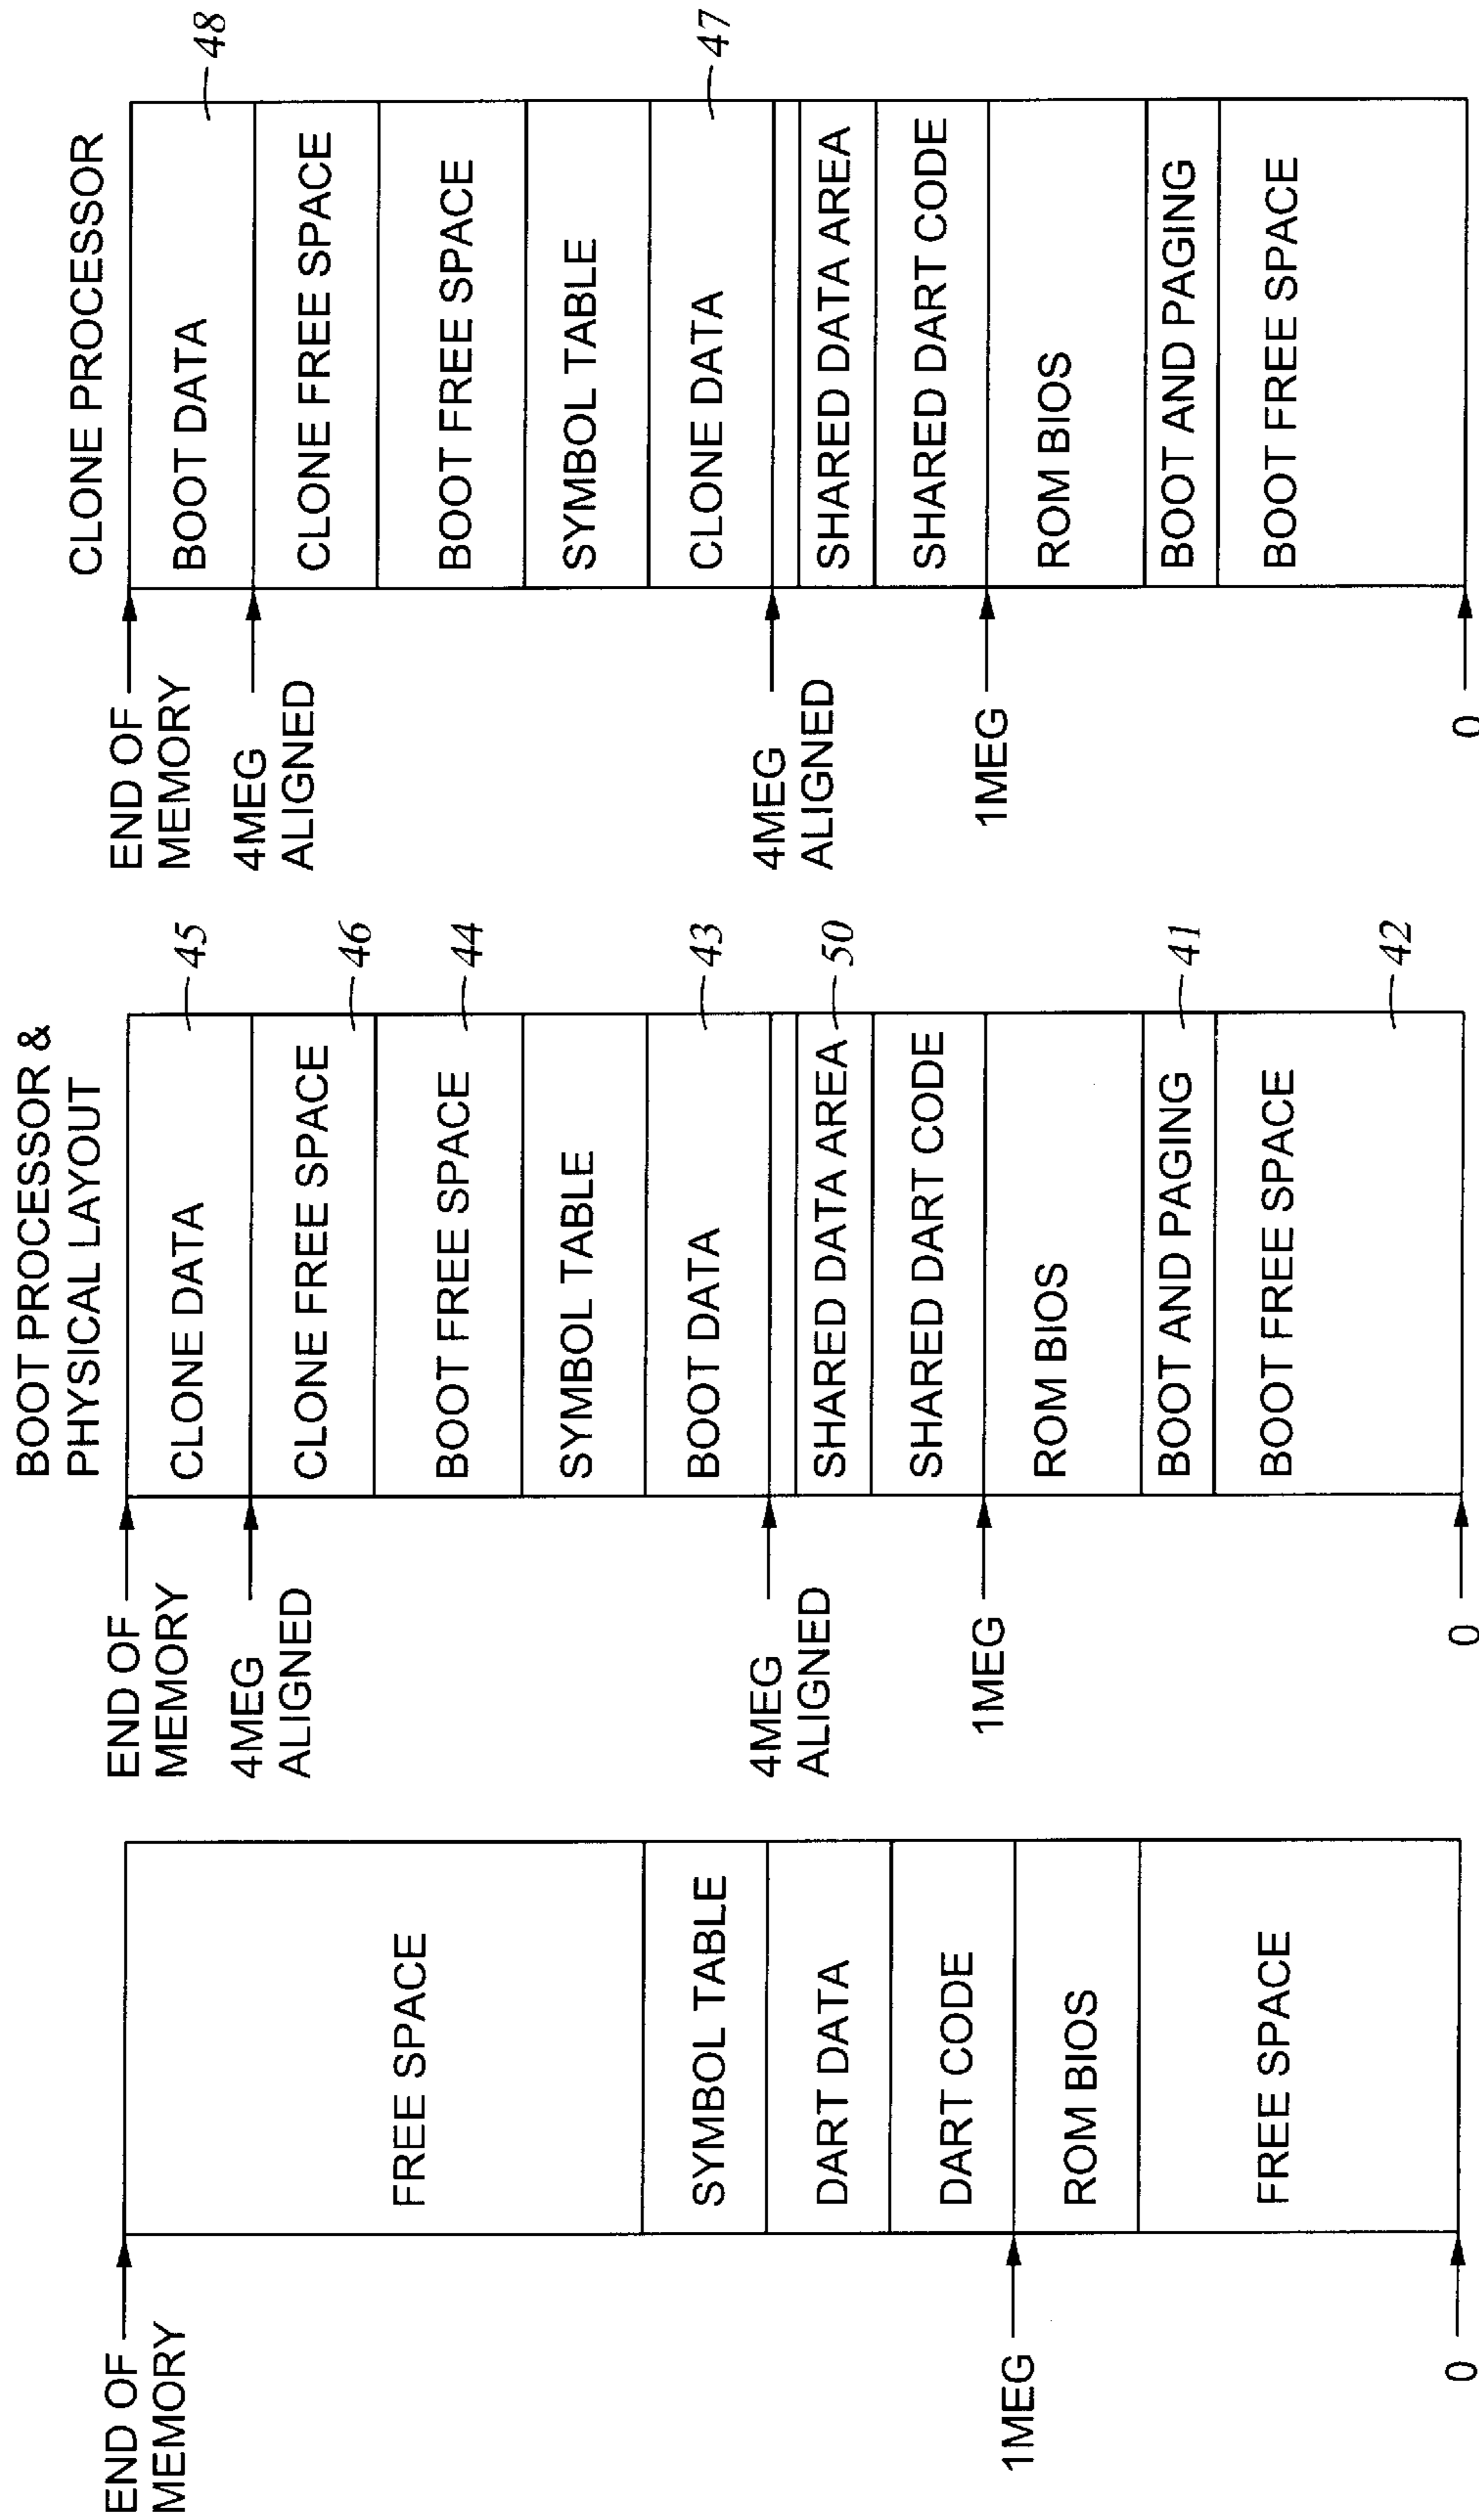 END OF
MEMORY
1MEG
0
FREE SPACE
SYMBOL TABLE
DART DATA
DART CODE
ROM BIOS
FREE SPACE
BOOT PROCESSOR &
PHYSICAL LAYOUT
END OF
MEMORY
4MEG
ALIGNED
4MEG
ALIGNED
1MEG
0
CLONE DATA
45
CLONE FREE SPACE
46
BOOT FREE SPACE
44
SYMBOL TABLE
BOOT DATA
43
SHARED DATA AREA
50
SHARED DART CODE
ROM BIOS
BOOT AND PAGING
41
BOOT FREE SPACE
42
CLONE PROCESSOR
END OF
MEMORY
4MEG
ALIGNED
4MEG
ALIGNED
1MEG
0
BOOT DATA
48
CLONE FREE SPACE
BOOT FREE SPACE
SYMBOL TABLE
CLONE DATA
47
SHARED DATA AREA
SHARED DART CODE
ROM BIOS
BOOT AND PAGING
BOOT FREE SPACE